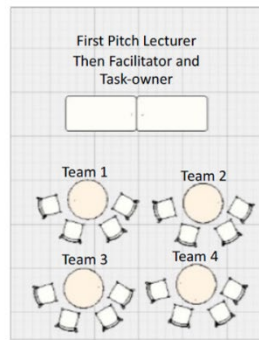 First Pitch Lecturer
Then Facilitator and
Task-owner
Team 1
Team 2
Team 3
Team 4